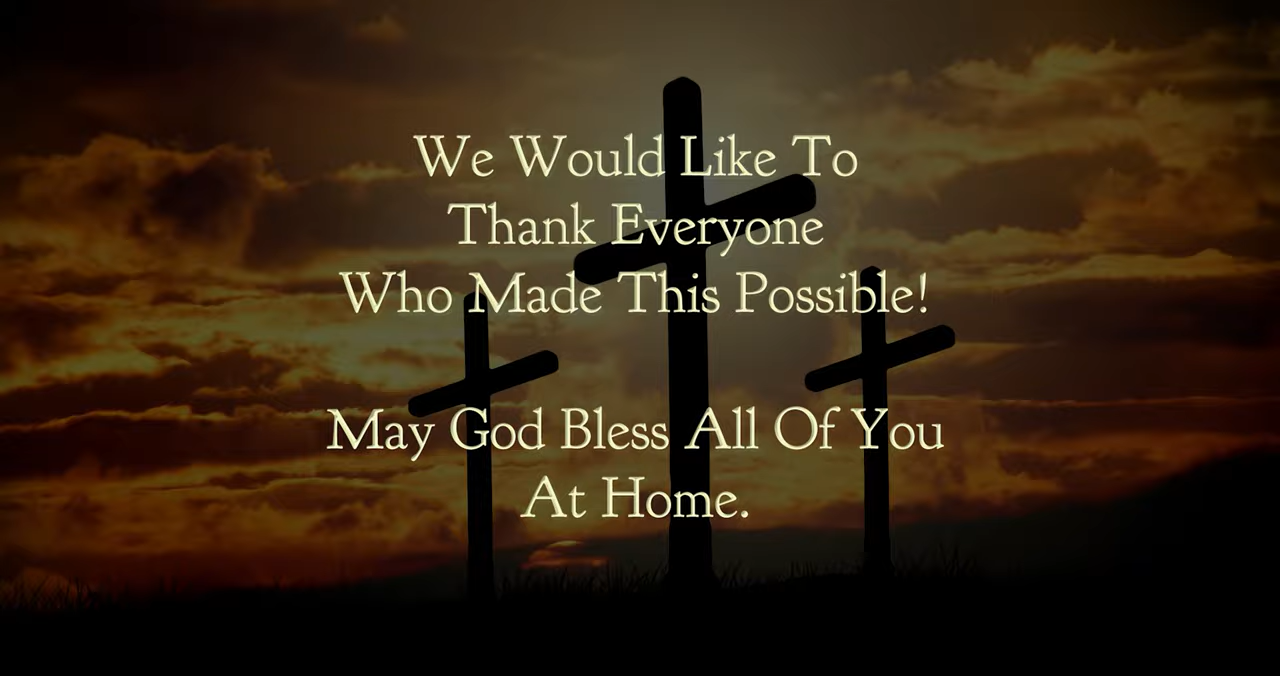 We Would Like To
Thank Everyone
Who Made This Possible!
May God Bless All Of You
At Home.